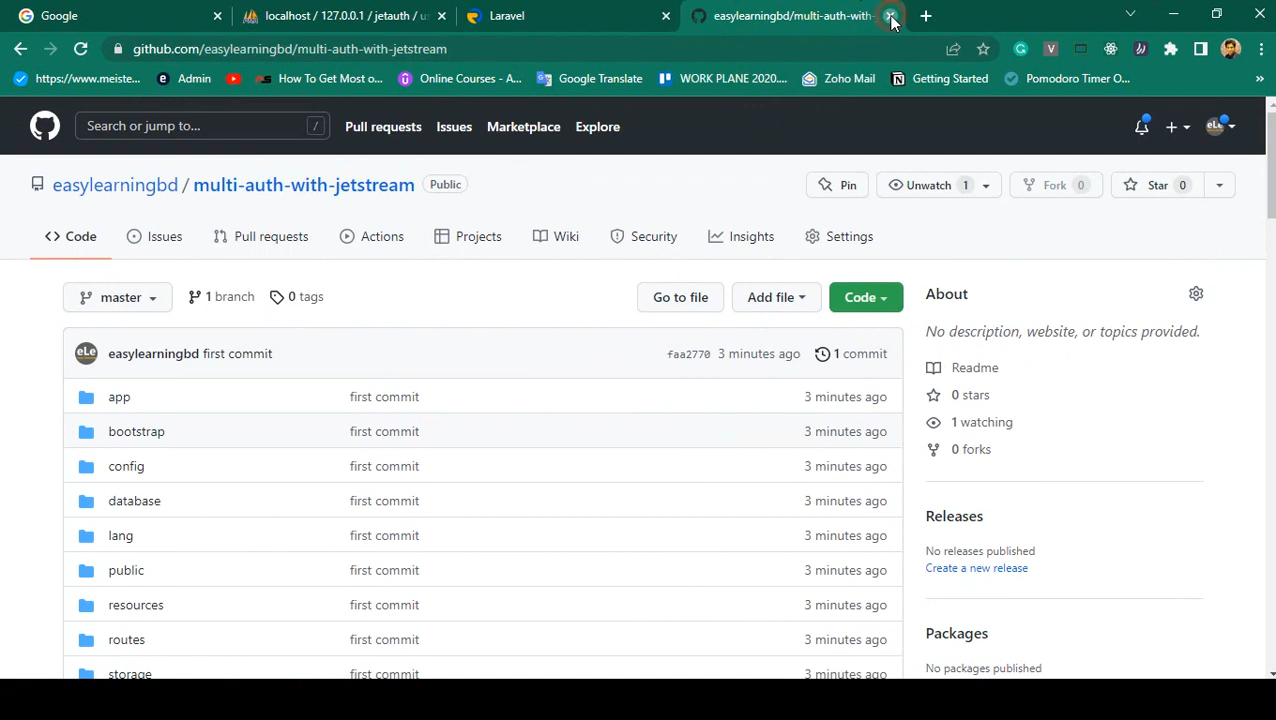 Google
localhost / 127.0.0.1 / jetauth / u
Laravel
easylearningbd/multi-auth-with-
github.com/easylearningbd/multi-auth-with-jetstream
https://www.meiste...
Admin
How To Get Most o...
Online Courses - A...
Google Translate
WORK PLANE 2020....
Zoho Mail
Getting Started
Pomodoro Timer O...
»
Search or jump to...
/
Pull requests
Issues
Marketplace
Explore
easylearningbd / multi-auth-with-jetstream
Public
Pin
Unwatch 1
Fork 0
Star 0
Code
Issues
Pull requests
Actions
Projects
Wiki
Security
Insights
Settings
master
1 branch
0 tags
Go to file
Add file
Code
About
No description, website, or topics provided.
easylearningbd first commit
faa2770 3 minutes ago
1 commit
Readme
app first commit 3 minutes ago
0 stars
bootstrap first commit 3 minutes ago
1 watching
0 forks
config first commit 3 minutes ago
database first commit 3 minutes ago
Releases
lang first commit 3 minutes ago
No releases published
Create a new release
public first commit 3 minutes ago
resources first commit 3 minutes ago
routes first commit 3 minutes ago
Packages
storage first commit 3 minutes ago
No packages published